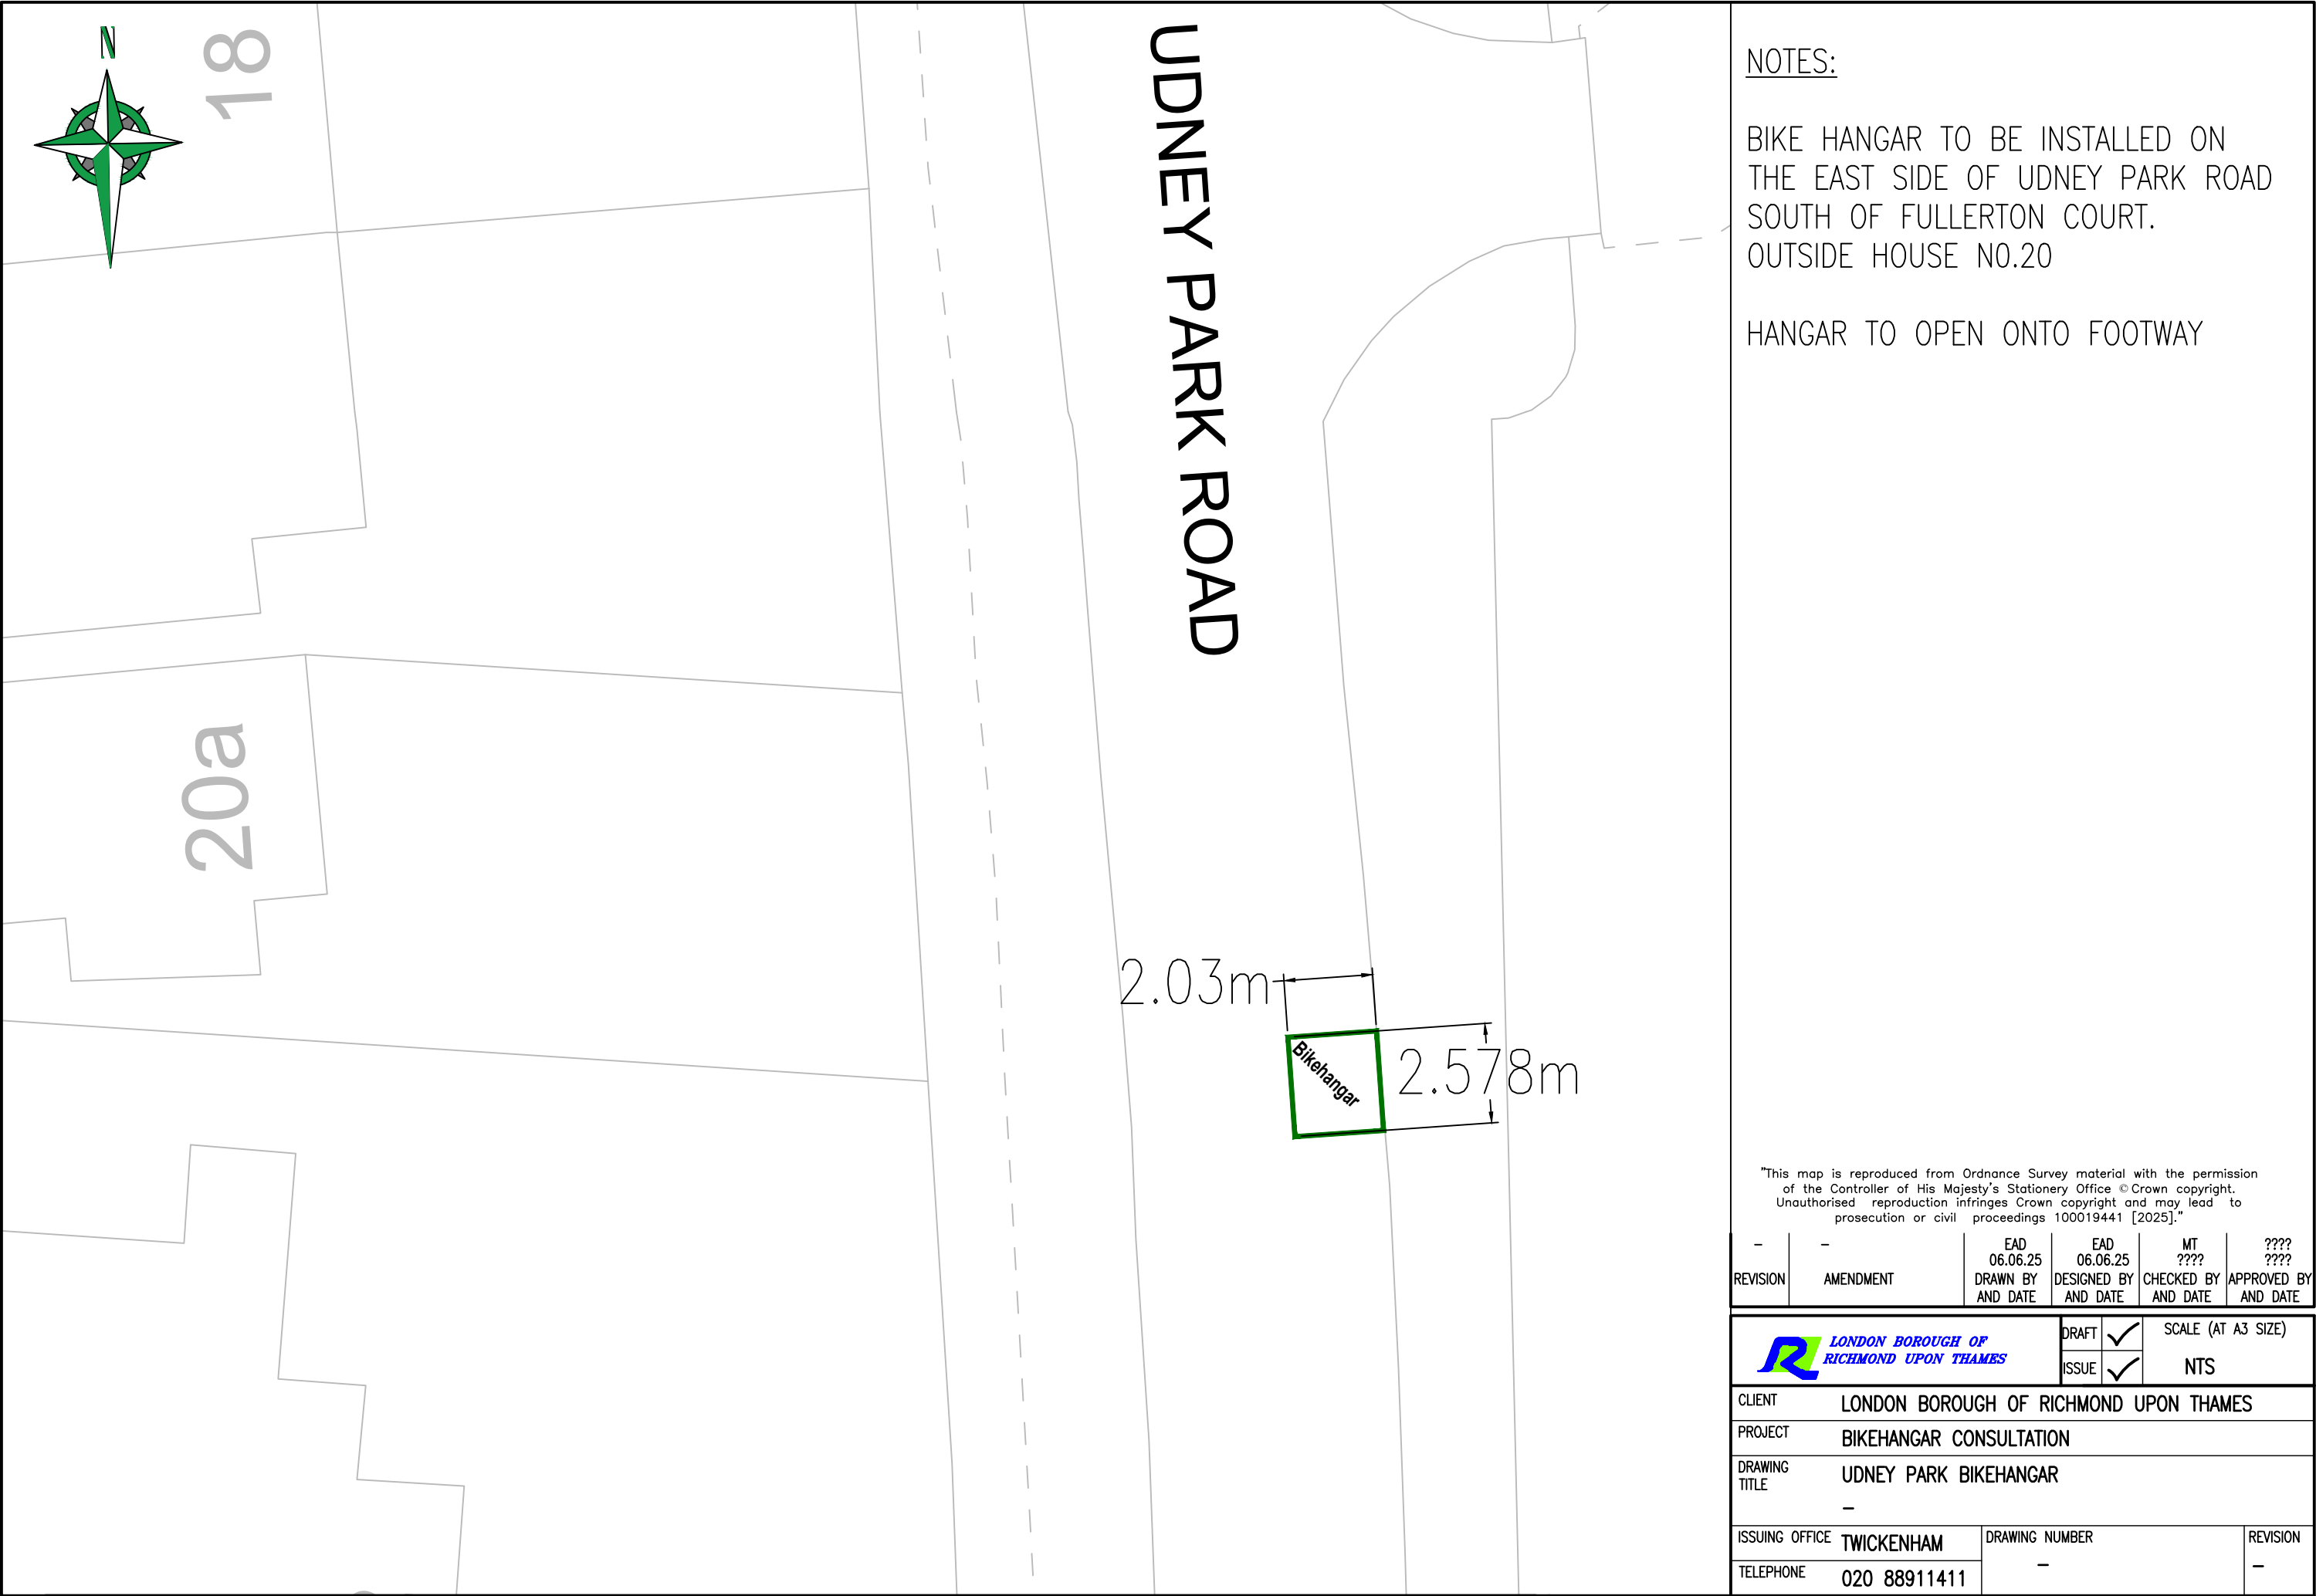 N
18
UDNEY PARK ROAD
20a
2.03m
Bikehangar
2.578m
NOTES:
BIKE HANGAR TO BE INSTALLED ON
THE EAST SIDE OF UDNEY PARK ROAD
SOUTH OF FULLERTON COURT.
OUTSIDE HOUSE NO.20
HANGAR TO OPEN ONTO FOOTWAY
"This map is reproduced from Ordnance Survey material with the permission
of the Controller of His Majesty's Stationery Office © Crown copyright.
Unauthorised reproduction infringes Crown copyright and may lead to
prosecution or civil proceedings 100019441 [2025]."
- - EAD EAD MT ????
06.06.25 06.06.25 ???? ????
REVISION AMENDMENT DRAWN BY DESIGNED BY CHECKED BY APPROVED BY
AND DATE AND DATE AND DATE AND DATE
LONDON BOROUGH OF
RICHMOND UPON THAMES
DRAFT ✓ SCALE (AT A3 SIZE)
ISSUE ✓ NTS
CLIENT LONDON BOROUGH OF RICHMOND UPON THAMES
PROJECT BIKEHANGAR CONSULTATION
DRAWING UDNEY PARK BIKEHANGAR
TITLE
-
ISSUING OFFICE TWICKENHAM DRAWING NUMBER REVISION
- -
TELEPHONE 020 88911411